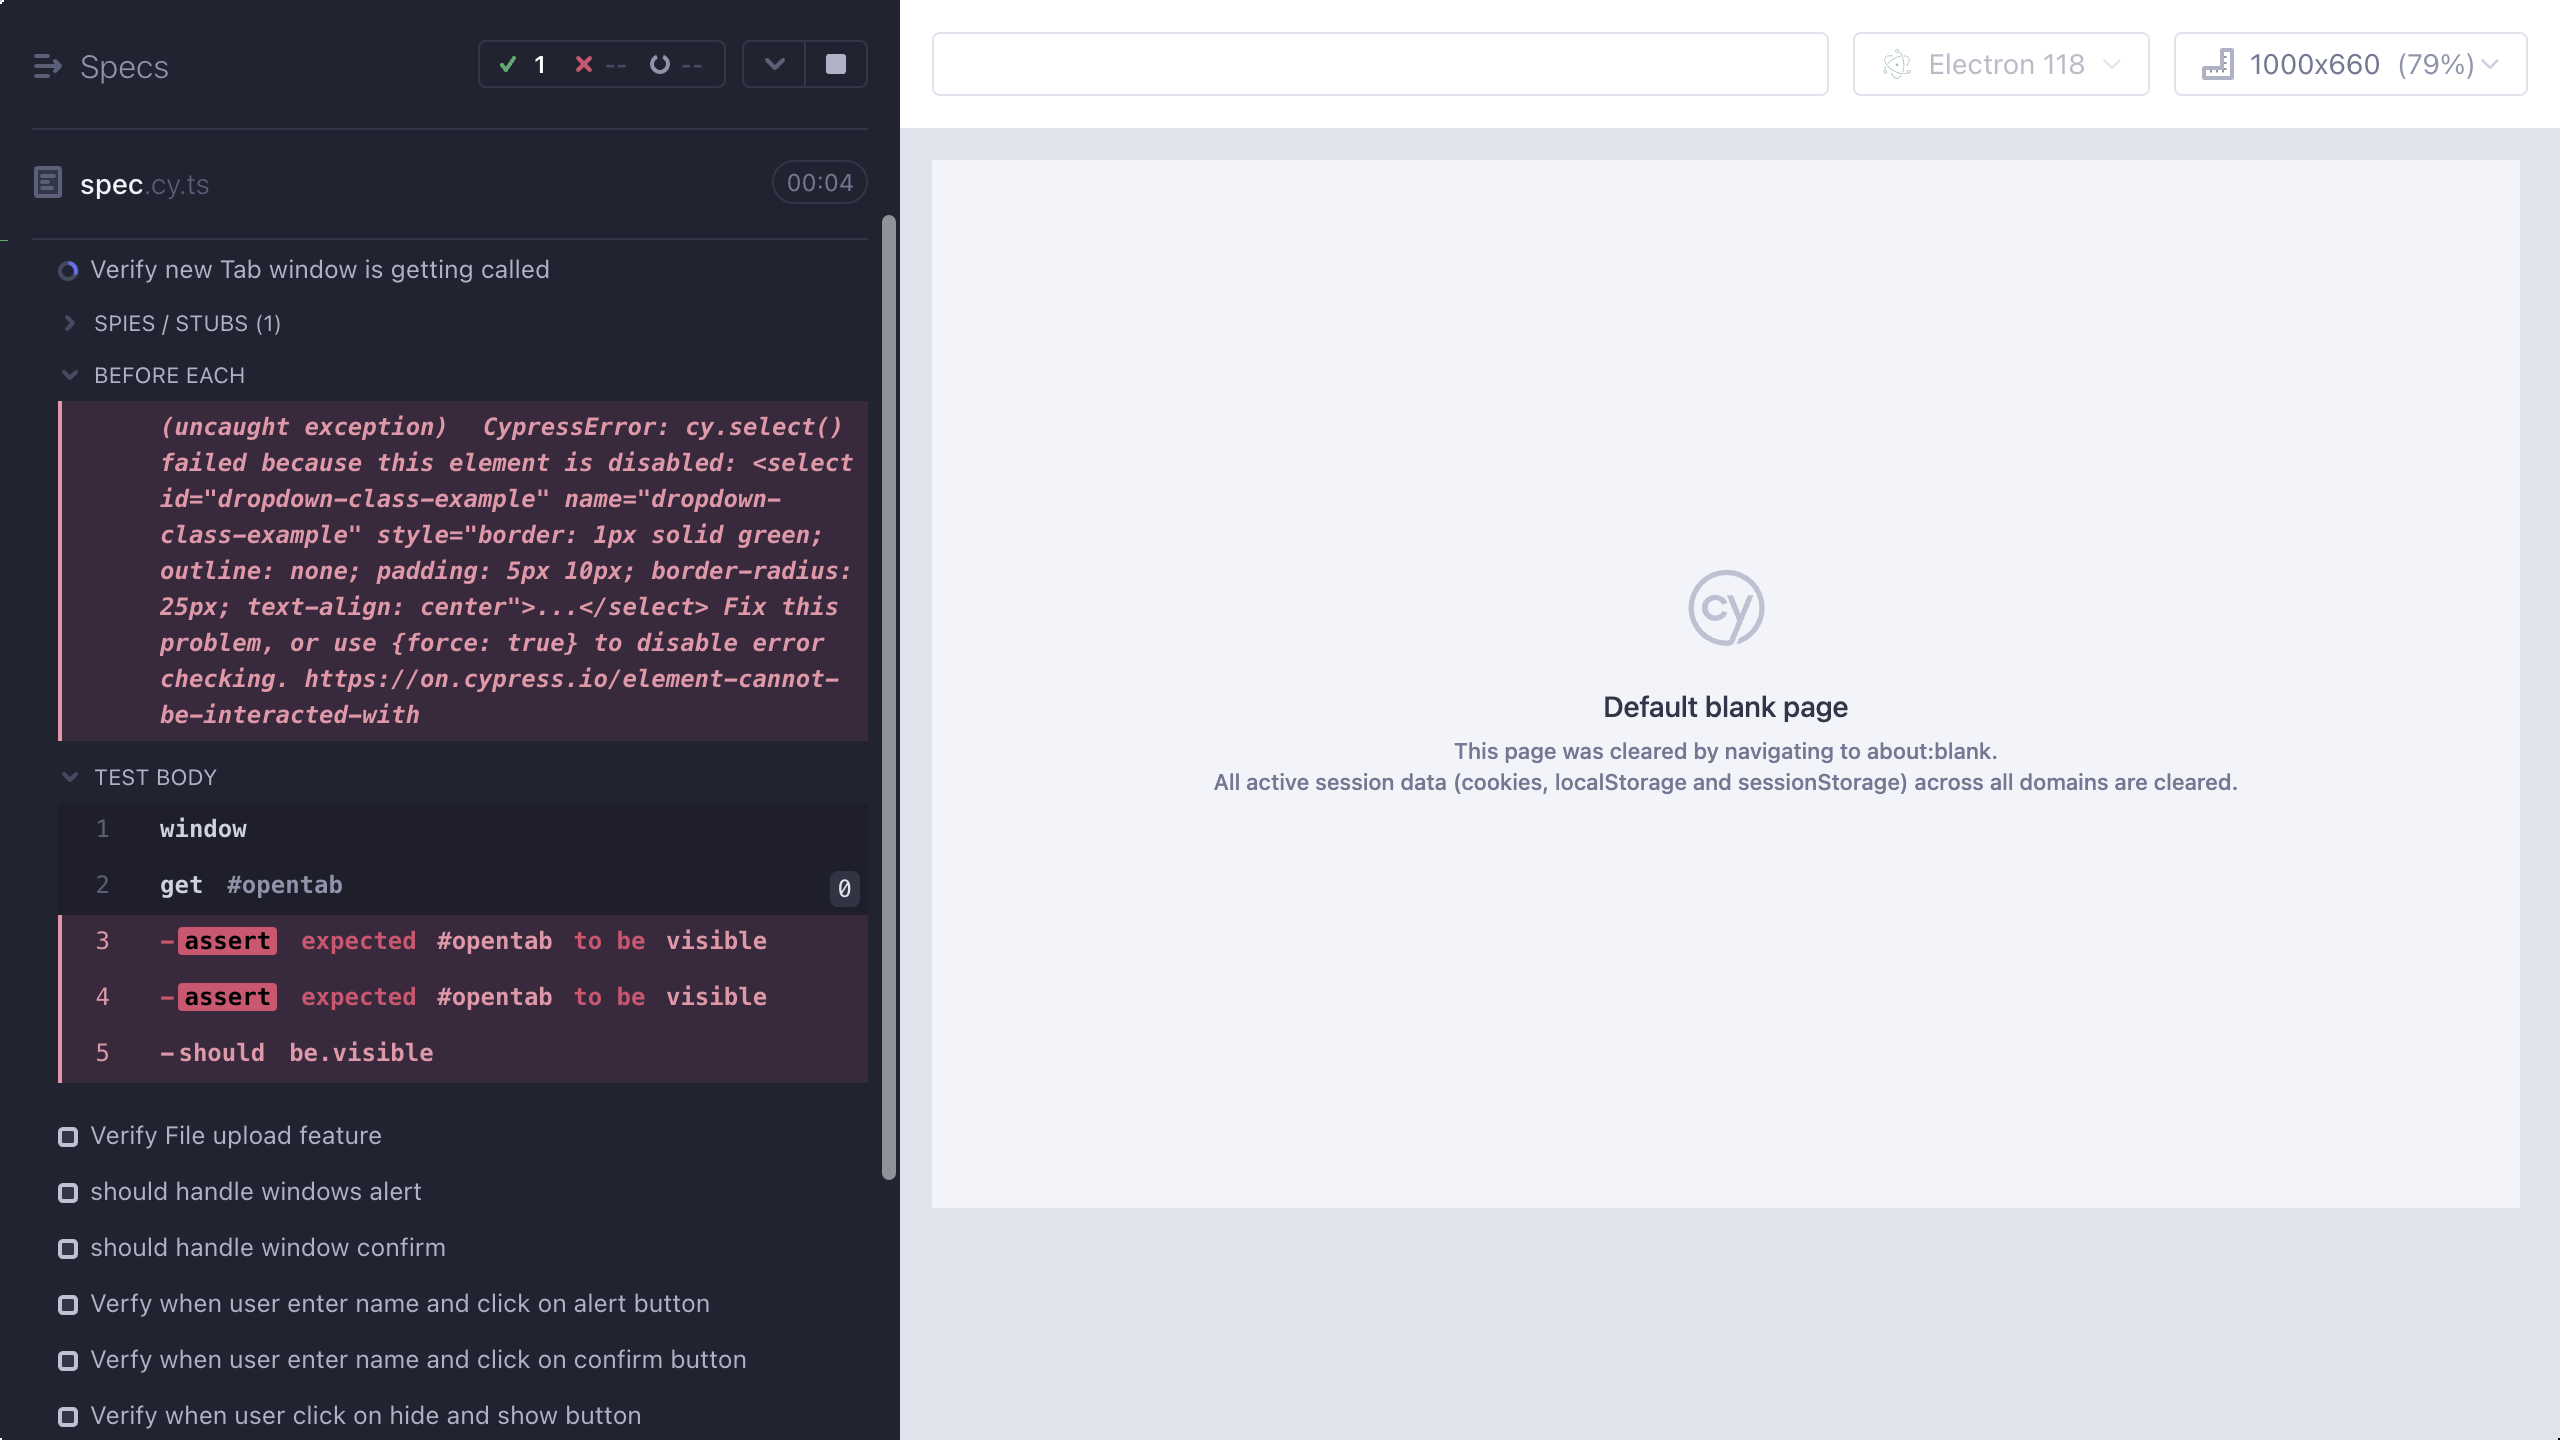 Specs
1 -- --
spec.cy.ts
00:04
Verify new Tab window is getting called
SPIES / STUBS (1)
BEFORE EACH
(uncaught exception) CypressError: cy.select()
failed because this element is disabled: <select
id="dropdown-class-example" name="dropdown-
class-example" style="border: 1px solid green;
outline: none; padding: 5px 10px; border-radius:
25px; text-align: center">...</select> Fix this
problem, or use {force: true} to disable error
checking. https://on.cypress.io/element-cannot-
be-interacted-with
TEST BODY
1 window
2 get #opentab 0
3 -assert expected #opentab to be visible
4 -assert expected #opentab to be visible
5 -should be.visible
Verify File upload feature
should handle windows alert
should handle window confirm
Verfy when user enter name and click on alert button
Verfy when user enter name and click on confirm button
Verify when user click on hide and show button
Electron 118
1000x660 (79%)
cy
Default blank page
This page was cleared by navigating to about:blank.
All active session data (cookies, localStorage and sessionStorage) across all domains are cleared.